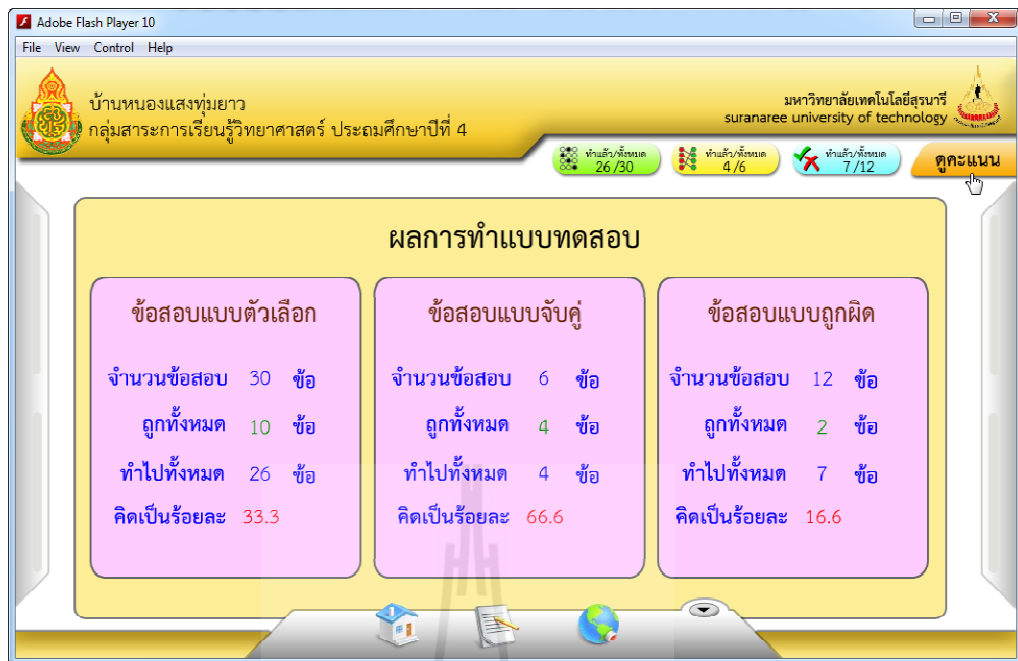 Adobe Flash Player 10
File View Control Help
บ้านหนองแสงทุ่มยาว
กลุ่มสาระการเรียนรู้วิทยาศาสตร์ ประถมศึกษาปีที่ 4
มหาวิทยาลัยเทคโนโลยีสุรนารี
suranaree university of technology
ทำแล้ว/ทั้งหมด
26/30
ทำแล้ว/ทั้งหมด
4/6
ทำแล้ว/ทั้งหมด
7/12
ดูคะแนน
ผลการทำแบบทดสอบ
ข้อสอบแบบตัวเลือก
จำนวนข้อสอบ 30 ข้อ
ถูกทั้งหมด 10 ข้อ
ทำไปทั้งหมด 26 ข้อ
คิดเป็นร้อยละ 33.3
ข้อสอบแบบจับคู่
จำนวนข้อสอบ 6 ข้อ
ถูกทั้งหมด 4 ข้อ
ทำไปทั้งหมด 4 ข้อ
คิดเป็นร้อยละ 66.6
ข้อสอบแบบถูกผิด
จำนวนข้อสอบ 12 ข้อ
ถูกทั้งหมด 2 ข้อ
ทำไปทั้งหมด 7 ข้อ
คิดเป็นร้อยละ 16.6